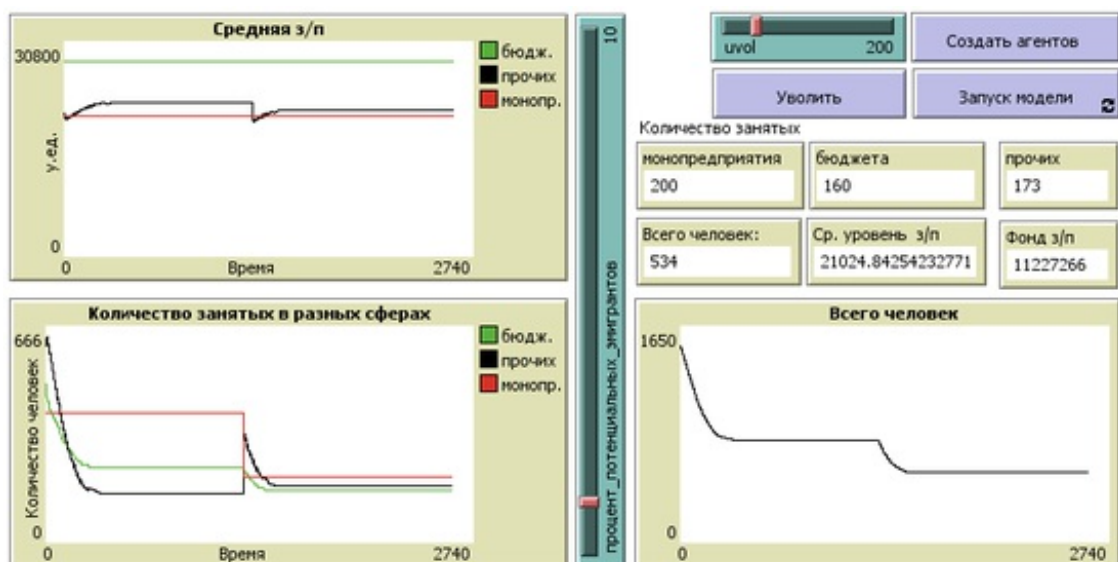 Средняя з/п
30800
у.ед.
0
0
Время
2740
бюдж.
прочих
монопр.
Количество занятых в разных сферах
666
Количество человек
0
0
Время
2740
бюдж.
прочих
монопр.
10
процент_потенциальных_эмигрантов
uvol
200
Создать агентов
Уволить
Запуск модели
Количество занятых
монопредприятия
200
бюджета
160
прочих
173
Всего человек:
534
Ср. уровень з/п
21024.84254232771
Фонд з/п
11227266
Всего человек
1650
0
0
2740